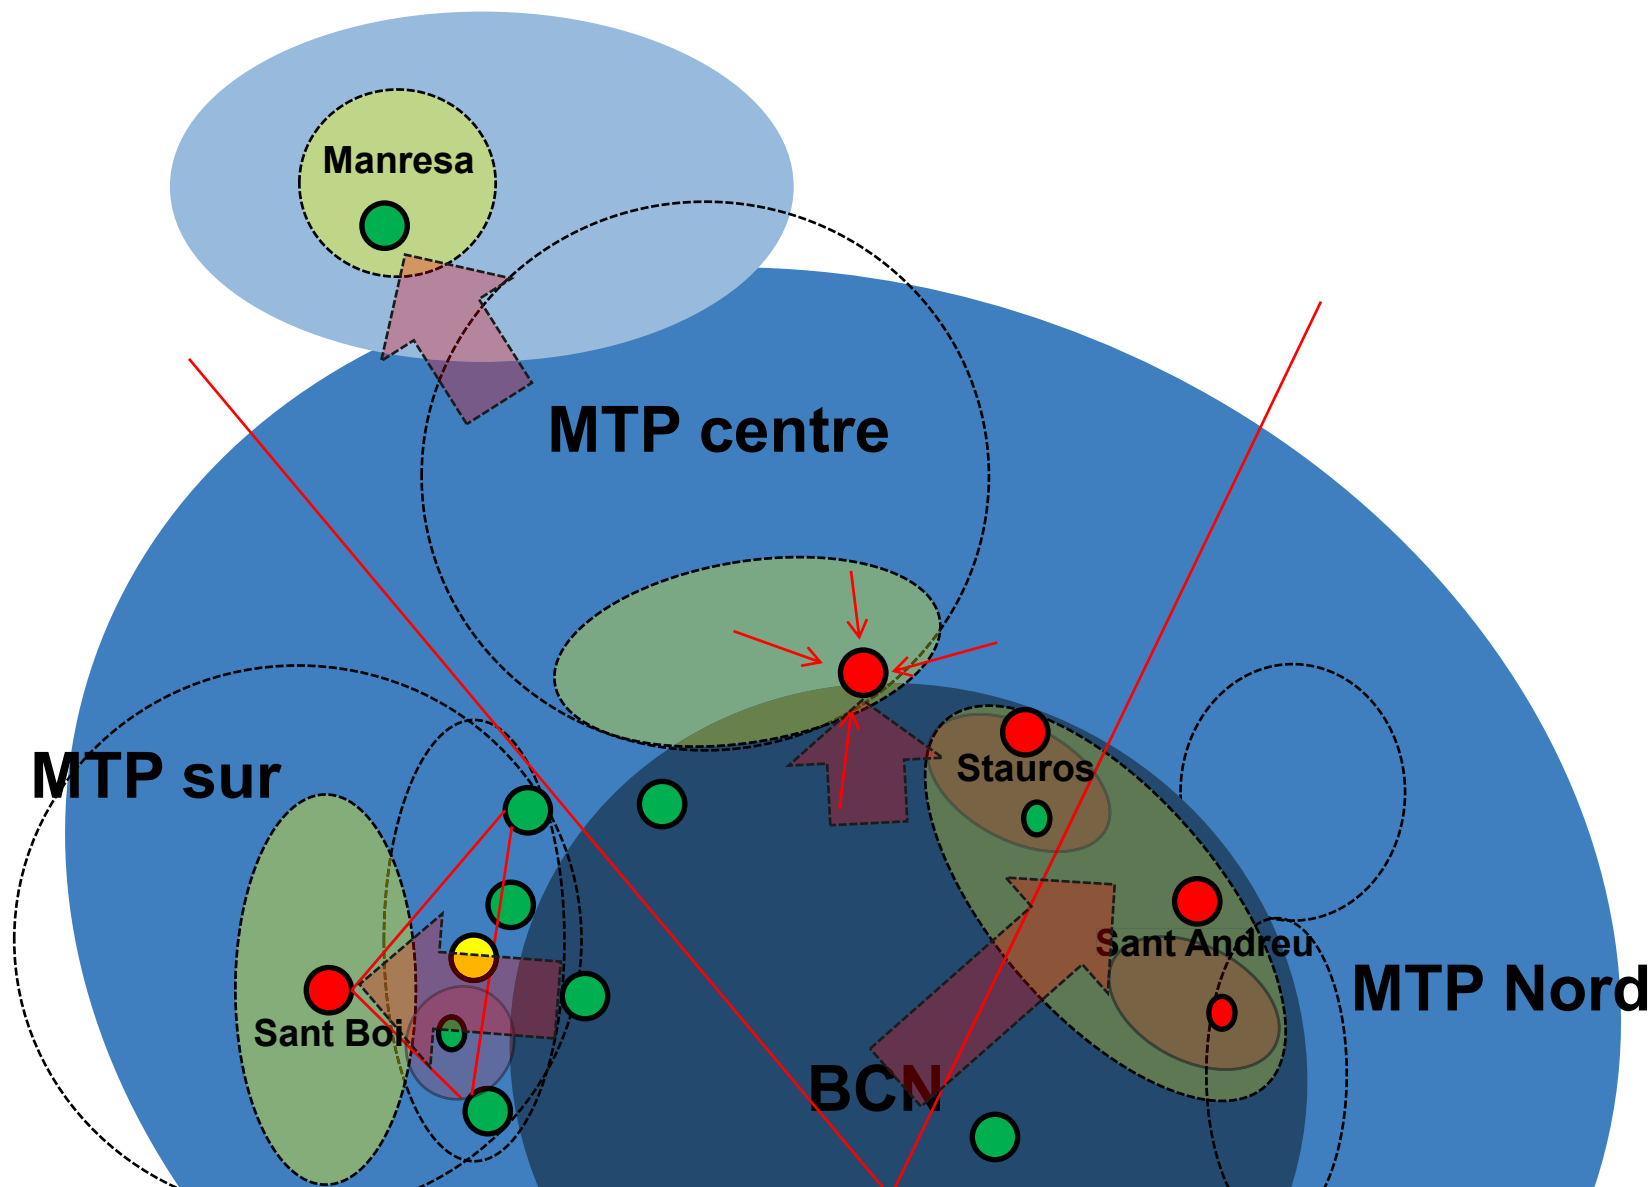 Manresa
MTP centre
MTP sur
Stauros
Sant Andreu
MTP Nord
Sant Boi
BCN